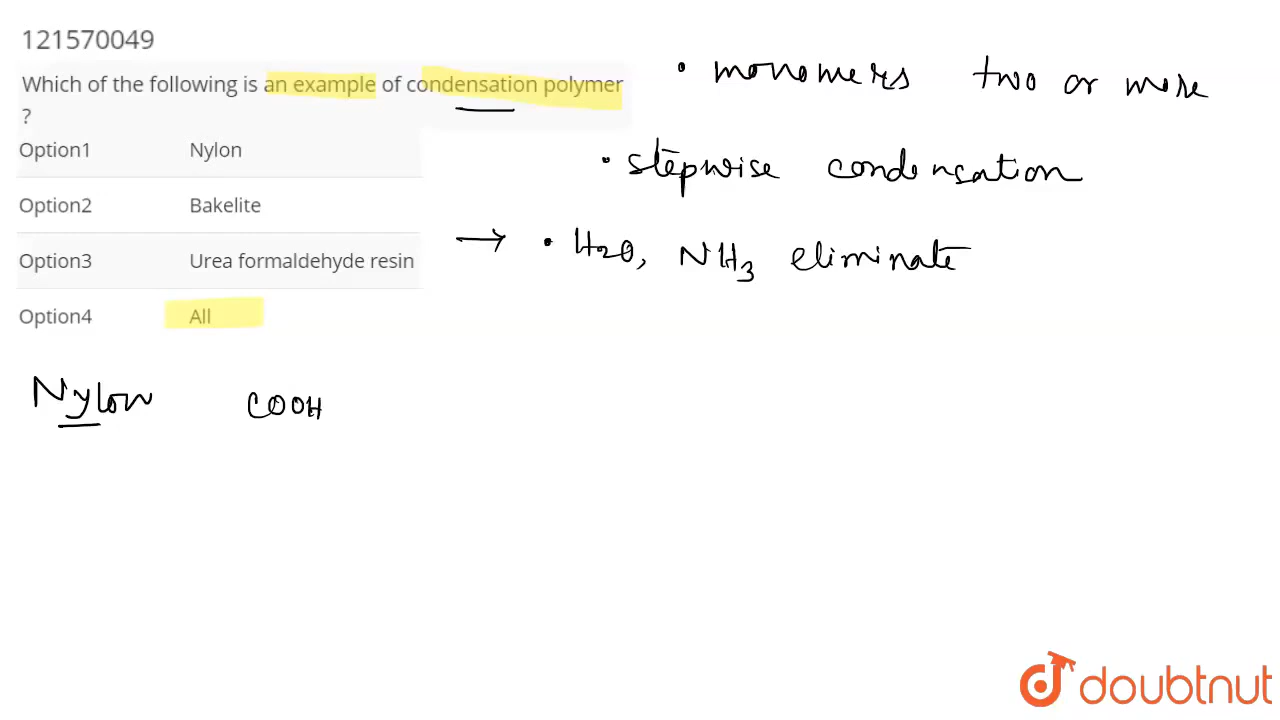 121570049
Which of the following is an example of condensation polymer
?
Option1 Nylon
Option2 Bakelite
Option3 Urea formaldehyde resin
Option4 All
• monomers two or more
• stepwise condensation
→ • H2O, NH3 eliminate
Nylon COOH
doubtnut